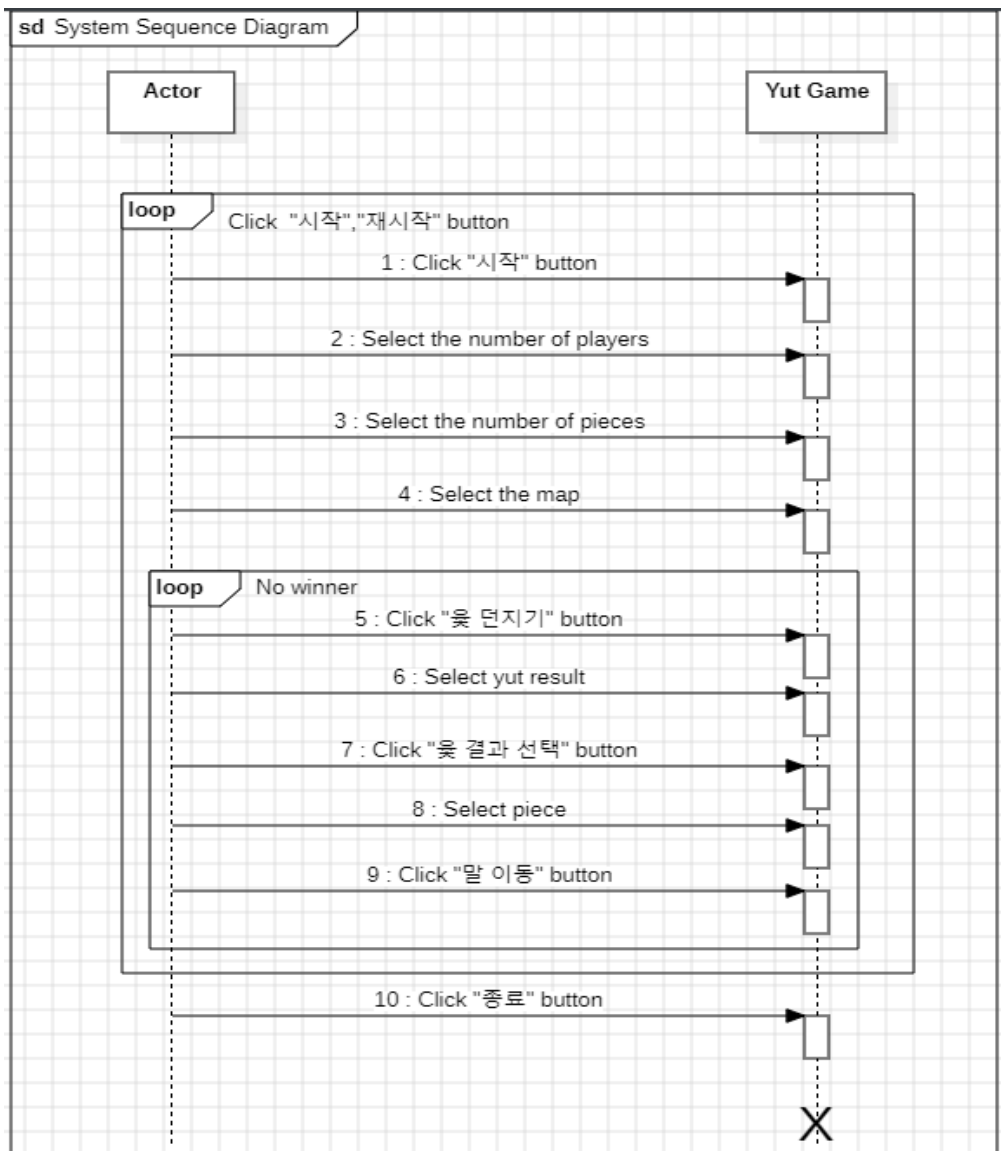 sd System Sequence Diagram
Actor
Yut Game
loop
Click "시작","재시작" button
1 : Click "시작" button
2 : Select the number of players
3 : Select the number of pieces
4 : Select the map
loop
No winner
5 : Click "윷 던지기" button
6 : Select yut result
7 : Click "윷 결과 선택" button
8 : Select piece
9 : Click "말 이동" button
10 : Click "종료" button